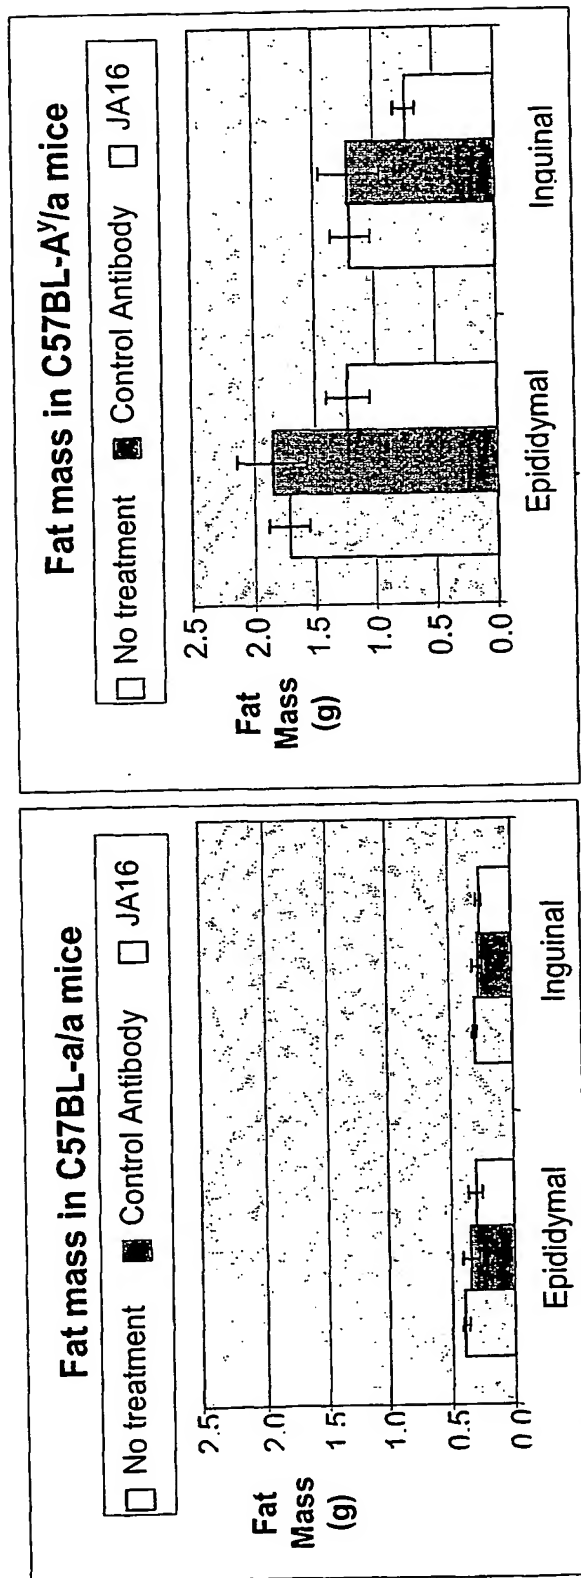 Fat mass in C57BL-a/a mice
No treatment Control Antibody JA16
2.5
2.0
1.5
1.0
0.5
0.0
Fat
Mass
(g)
Epididymal Inguinal
Fat mass in C57BL-Aʸ/a mice
No treatment Control Antibody JA16
2.5
2.0
1.5
1.0
0.5
0.0
Fat
Mass
(g)
Epididymal Inguinal